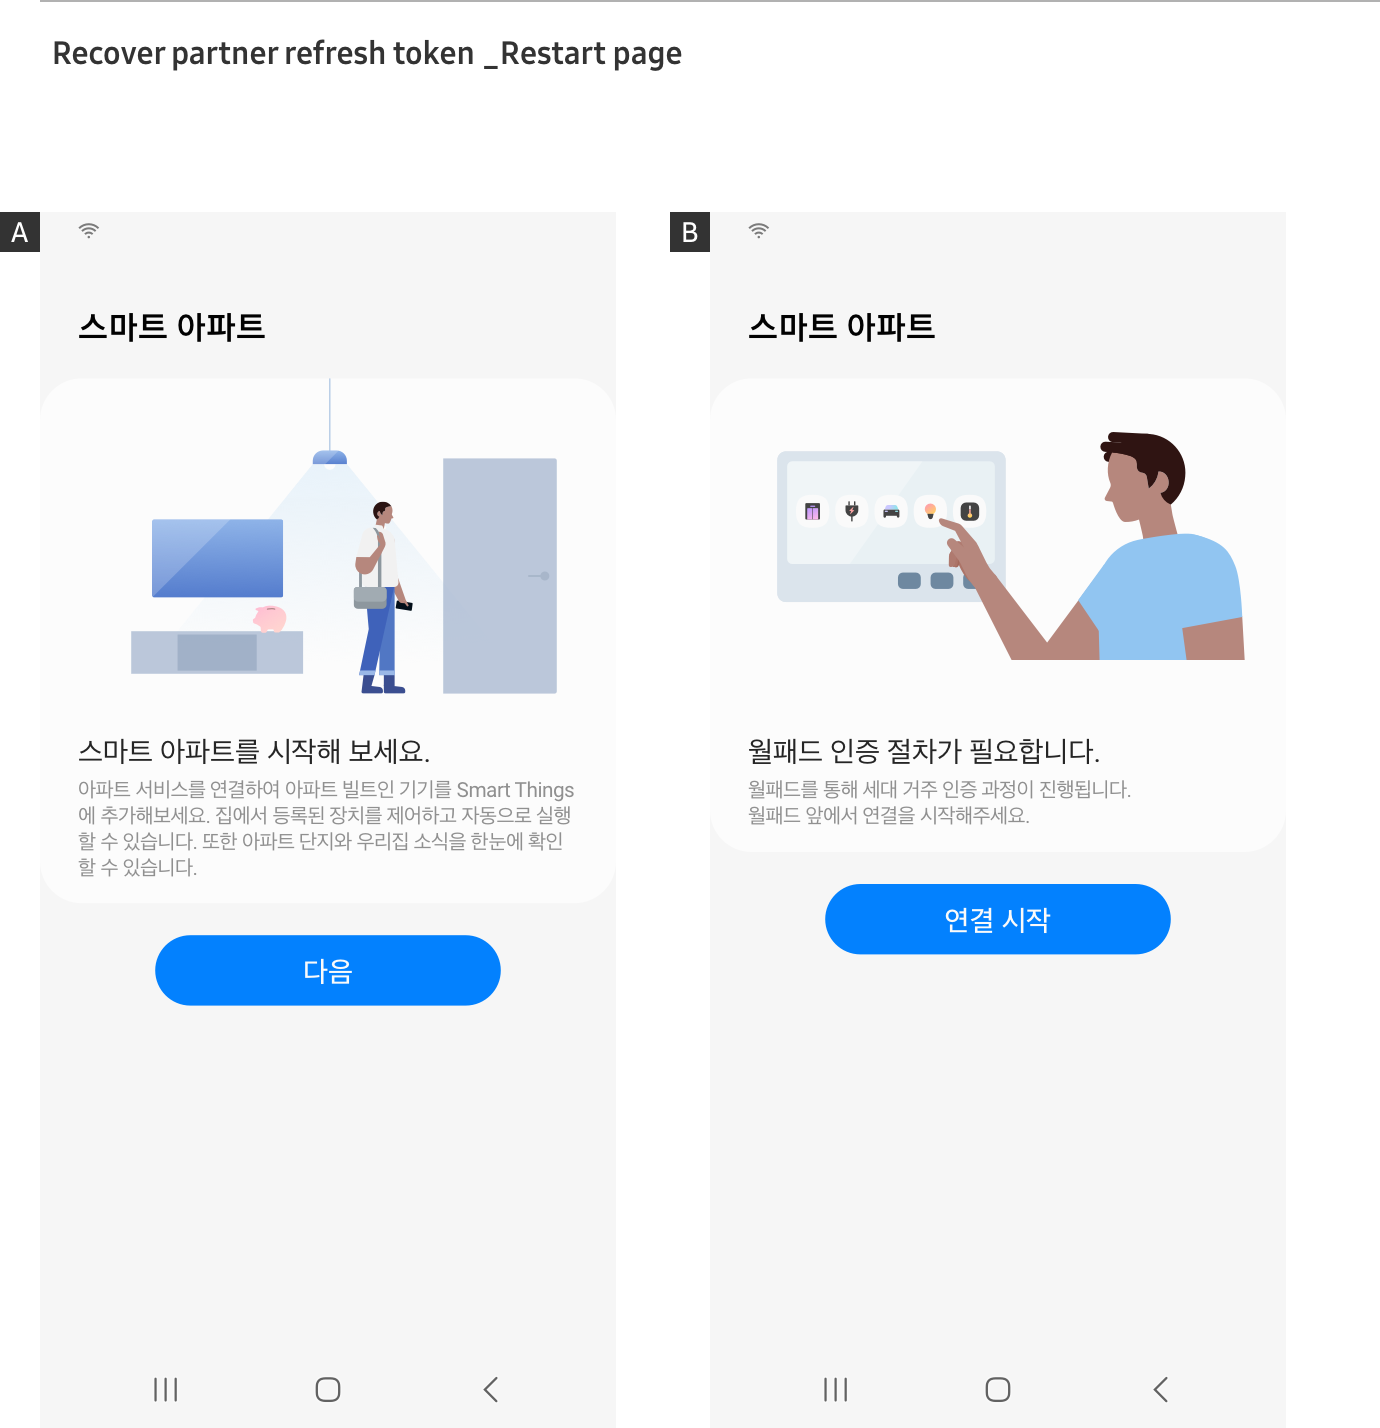 Recover partner refresh token _Restart page
A
스마트 아파트
스마트 아파트를 시작해 보세요.
아파트 서비스를 연결하여 아파트 빌트인 기기를 Smart Things
에 추가해보세요. 집에서 등록된 장치를 제어하고 자동으로 실행
할 수 있습니다. 또한 아파트 단지와 우리집 소식을 한눈에 확인
할 수 있습니다.
다음
B
스마트 아파트
월패드 인증 절차가 필요합니다.
월패드를 통해 세대 거주 인증 과정이 진행됩니다.
월패드 앞에서 연결을 시작해주세요.
연결 시작